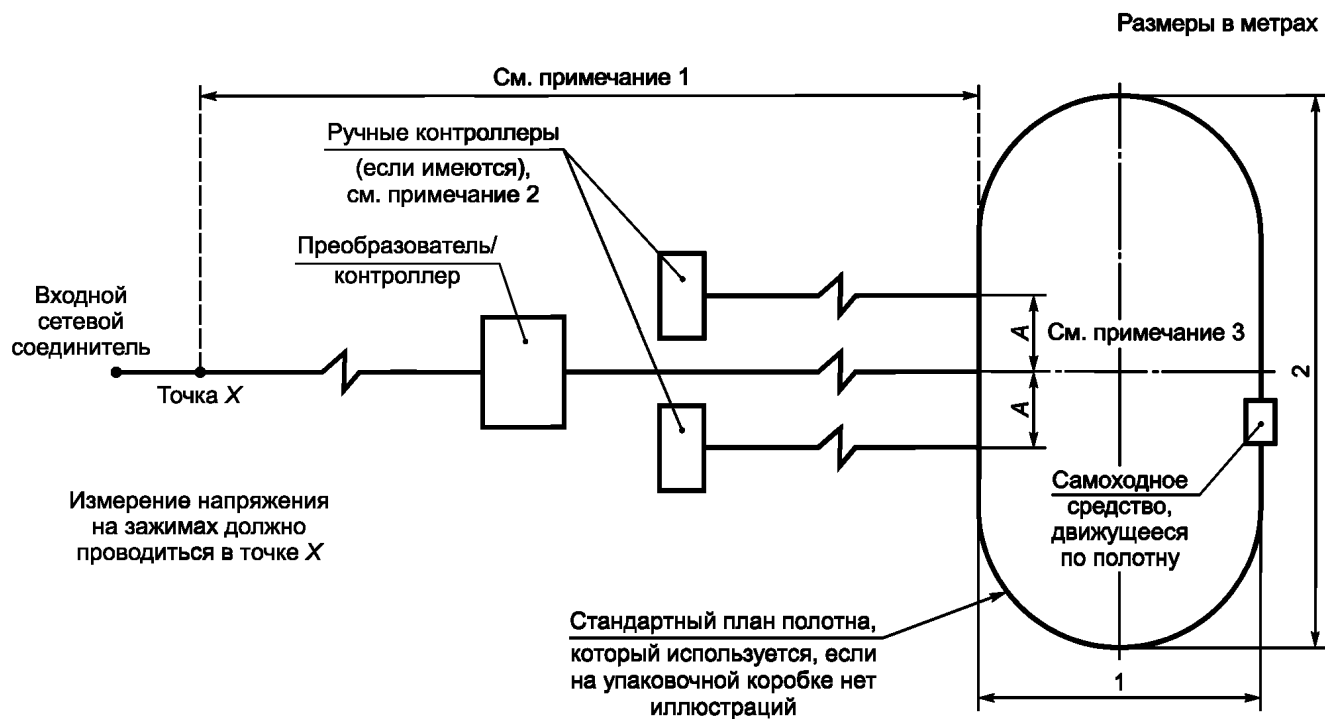 Размеры в метрах
См. примечание 1
Ручные контроллеры
(если имеются),
см. примечание 2
Преобразователь/
контроллер
Входной
сетевой
соединитель
Точка X
A
См. примечание 3
A
2
Измерение напряжения
на зажимах должно
проводиться в точке X
Самоходное
средство,
движущееся
по полотну
Стандартный план полотна,
который используется, если
на упаковочной коробке нет
иллюстраций
1